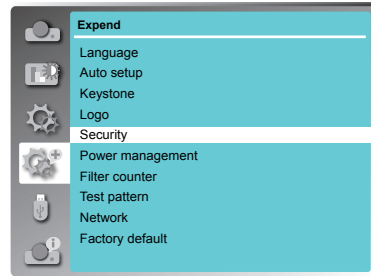 Expend
Language
Auto setup
Keystone
Logo
Security
Power management
Filter counter
Test pattern
Network
Factory default